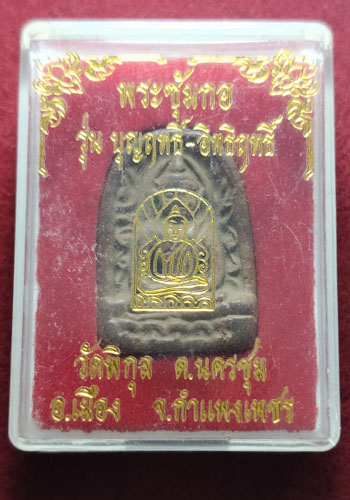 พระซุ้มกอ
รุ่น บุญฤทธิ์-อิทธิฤทธิ์
วัดพิกุล ต.นครชุม
อ.เมือง จ.กำแพงเพชร